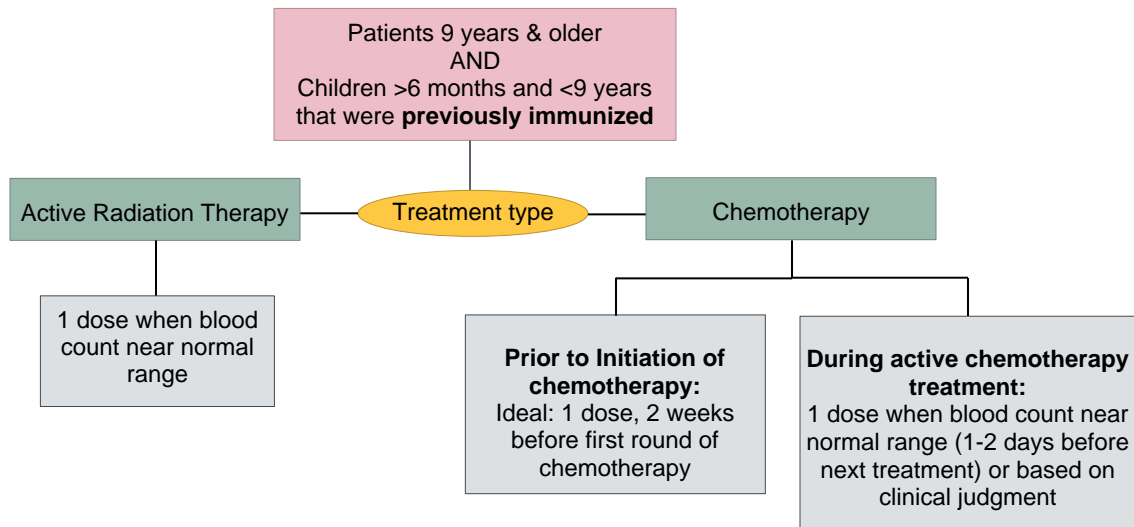 Patients 9 years & older
AND
Children >6 months and <9 years
that were previously immunized
Active Radiation Therapy
Treatment type
Chemotherapy
1 dose when blood
count near normal
range
Prior to Initiation of
chemotherapy:
Ideal: 1 dose, 2 weeks
before first round of
chemotherapy
During active chemotherapy
treatment:
1 dose when blood count near
normal range (1-2 days before
next treatment) or based on
clinical judgment